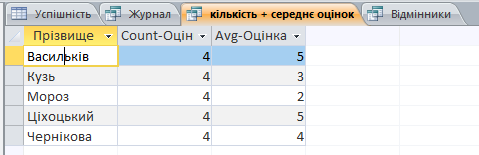 Успішність Журнал кількість + середнє оцінок Відмінники
Прізвище Count-Оцін Avg-Оцінка
Васильків 4 5
Кузь 4 3
Мороз 4 2
Ціхоцький 4 5
Чернікова 4 4